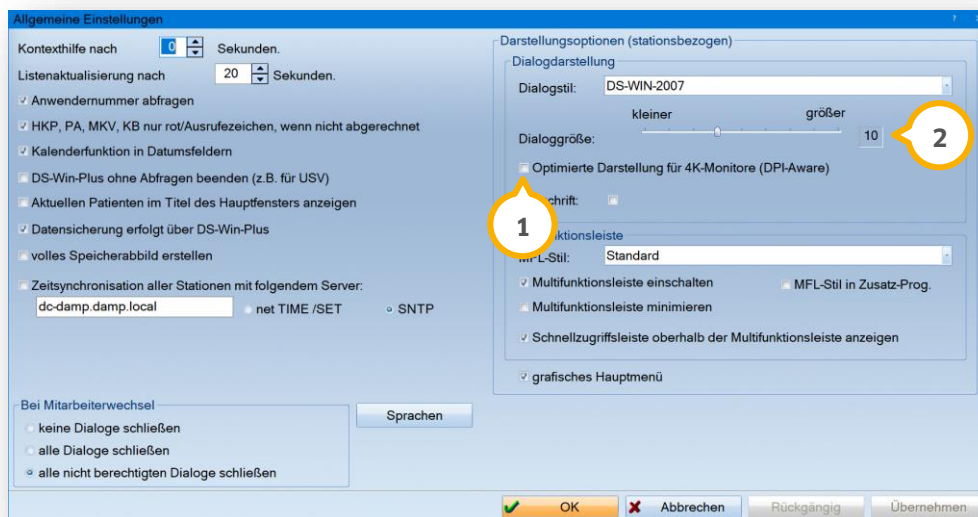 Allgemeine Einstellungen
Kontexthilfe nach 0 Sekunden.
Listenaktualisierung nach 20 Sekunden.
Anwendernummer abfragen
HKP, PA, MKV, KB nur rot/Ausrufezeichen, wenn nicht abgerechnet
Kalenderfunktion in Datumsfeldern
DS-Win-Plus ohne Abfragen beenden (z.B. für USV)
Aktuellen Patienten im Titel des Hauptfensters anzeigen
Datensicherung erfolgt über DS-Win-Plus
volles Speicherabbild erstellen
Zeitsynchronisation aller Stationen mit folgendem Server:
dc-damp.damp.local net TIME /SET SNTP
Bei Mitarbeiterwechsel
keine Dialoge schließen
alle Dialoge schließen
alle nicht berechtigten Dialoge schließen
Sprachen
Darstellungsoptionen (stationsbezogen)
Dialogdarstellung
Dialogstil: DS-WIN-2007
kleiner größer
Dialoggröße: 10
2
Optimierte Darstellung für 4K-Monitore (DPI-Aware)
1
chrift:
ktionsleiste
MFL-Stil: Standard
Multifunktionsleiste einschalten MFL-Stil in Zusatz-Prog.
Multifunktionsleiste minimieren
Schnellzugriffsleiste oberhalb der Multifunktionsleiste anzeigen
grafisches Hauptmenü
OK Abbrechen Rückgängig Übernehmen